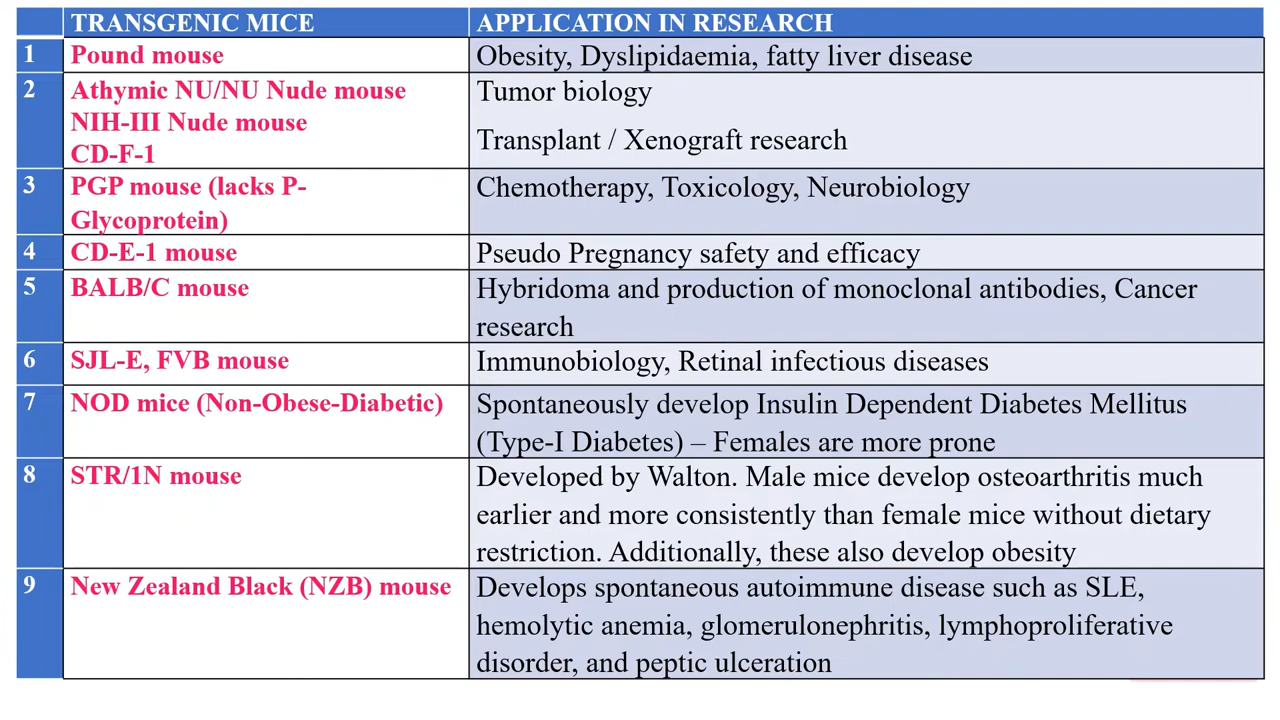 TRANSGENIC MICE
APPLICATION IN RESEARCH
1
Pound mouse
Obesity, Dyslipidaemia, fatty liver disease
2
Athymic NU/NU Nude mouse
NIH-III Nude mouse
CD-F-1
Tumor biology
Transplant / Xenograft research
3
PGP mouse (lacks P-
Glycoprotein)
Chemotherapy, Toxicology, Neurobiology
4
CD-E-1 mouse
Pseudo Pregnancy safety and efficacy
5
BALB/C mouse
Hybridoma and production of monoclonal antibodies, Cancer
research
6
SJL-E, FVB mouse
Immunobiology, Retinal infectious diseases
7
NOD mice (Non-Obese-Diabetic)
Spontaneously develop Insulin Dependent Diabetes Mellitus
(Type-I Diabetes) – Females are more prone
8
STR/1N mouse
Developed by Walton. Male mice develop osteoarthritis much
earlier and more consistently than female mice without dietary
restriction. Additionally, these also develop obesity
9
New Zealand Black (NZB) mouse
Develops spontaneous autoimmune disease such as SLE,
hemolytic anemia, glomerulonephritis, lymphoproliferative
disorder, and peptic ulceration